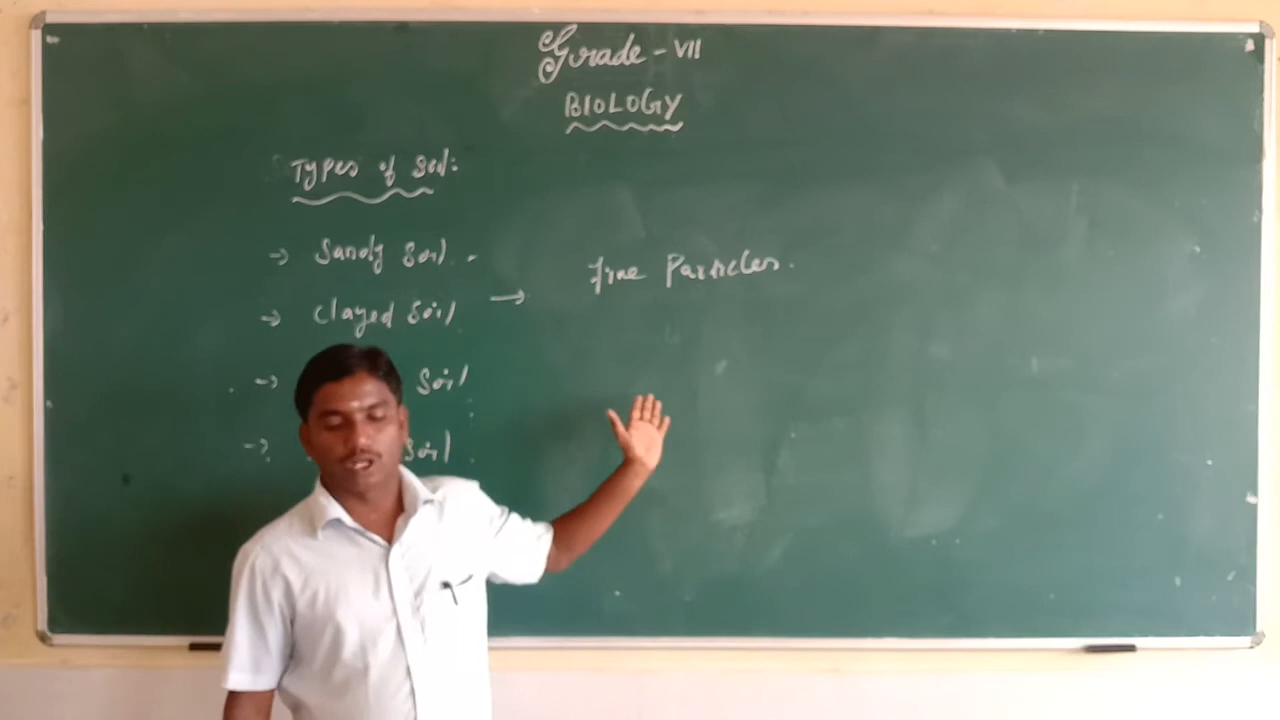 Grade - VII
BIOLOGY
Types of Soil:
→ Sandy Soil .
→ Clayed Soil → fine Particles.
→ Soil
→ Soil